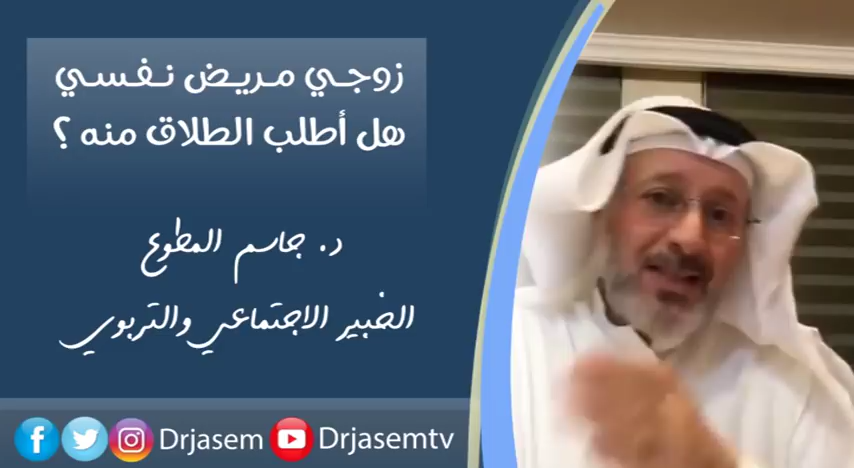 زوجي مريض نفسي
هل أطلب الطلاق منه ؟
د. جاسم المطوع
الخبير الاجتماعي والتربوي
Drjasem Drjasemtv